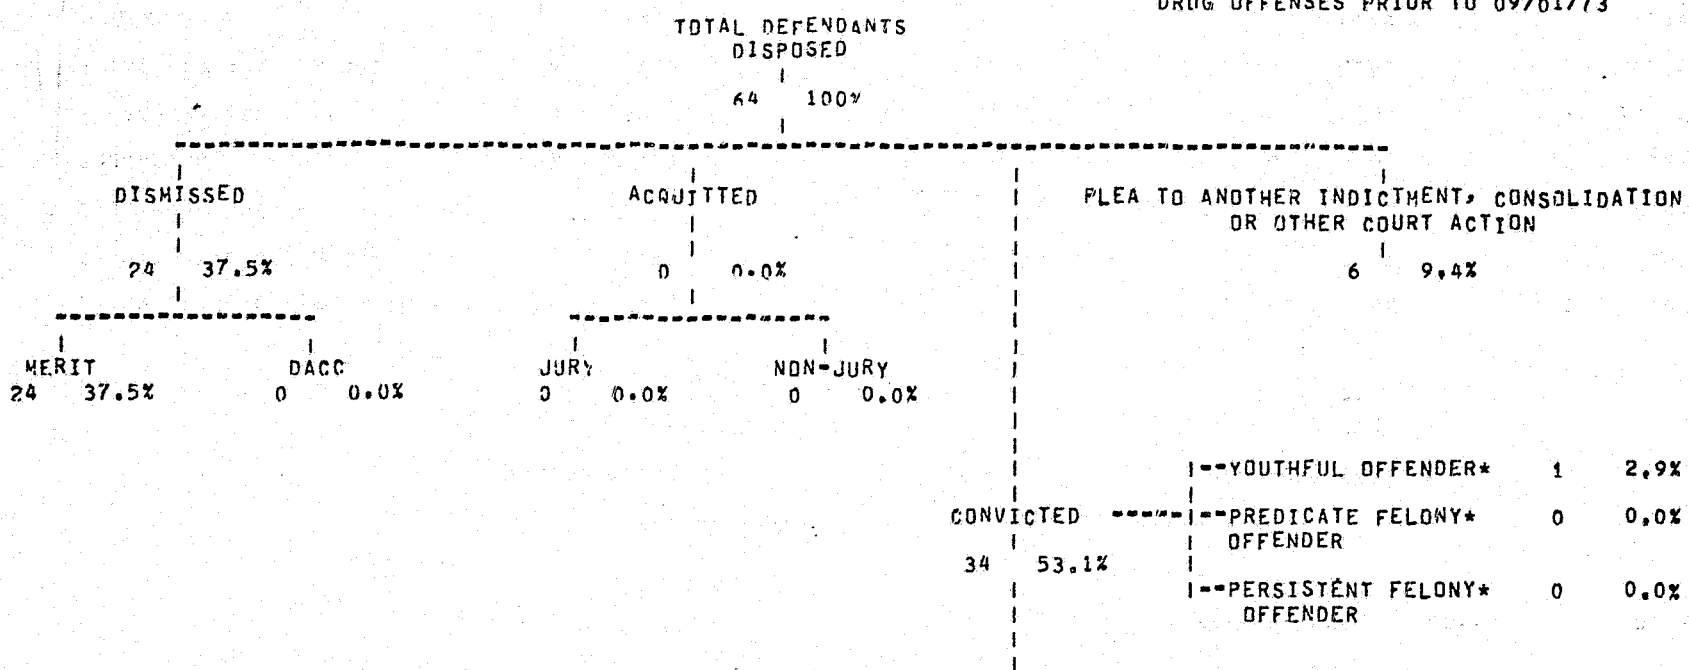 DRUG OFFENSES PRIOR TO 09/01/73
TOTAL DEFENDANTS
DISPOSED
64 100%
DISMISSED
24 37.5%
MERIT
24 37.5%
DACC
0 0.0%
ACQUITTED
0 0.0%
JURY
0 0.0%
NON-JURY
0 0.0%
PLEA TO ANOTHER INDICTMENT, CONSOLIDATION
OR OTHER COURT ACTION
6 9.4%
CONVICTED
34 53.1%
YOUTHFUL OFFENDER* 1 2.9%
PREDICATE FELONY* 0 0.0%
OFFENDER
PERSISTENT FELONY* 0 0.0%
OFFENDER